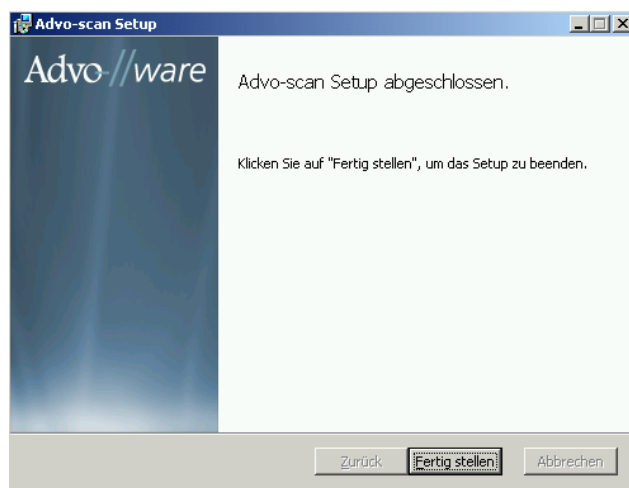 Advo-scan Setup
Advo-//ware
Advo-scan Setup abgeschlossen.
Klicken Sie auf "Fertig stellen", um das Setup zu beenden.
Zurück
Fertig stellen
Abbrechen